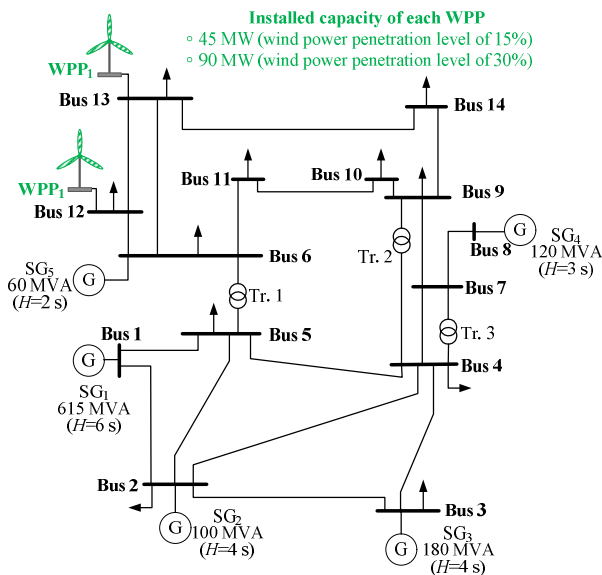 Installed capacity of each WPP
○ 45 MW (wind power penetration level of 15%)
○ 90 MW (wind power penetration level of 30%)
WPP₁
Bus 13
Bus 14
WPP₁
Bus 11
Bus 10
Bus 9
Bus 12
G
SG₄
120 MVA
(H=3 s)
Bus 8
Tr. 2
Bus 6
SG₅
60 MVA
(H=2 s)
G
Bus 7
Tr. 1
Tr. 3
Bus 1
Bus 5
G
Bus 4
SG₁
615 MVA
(H=6 s)
Bus 2
SG₂
100 MVA
(H=4 s)
G
Bus 3
SG₃
180 MVA
(H=4 s)
G